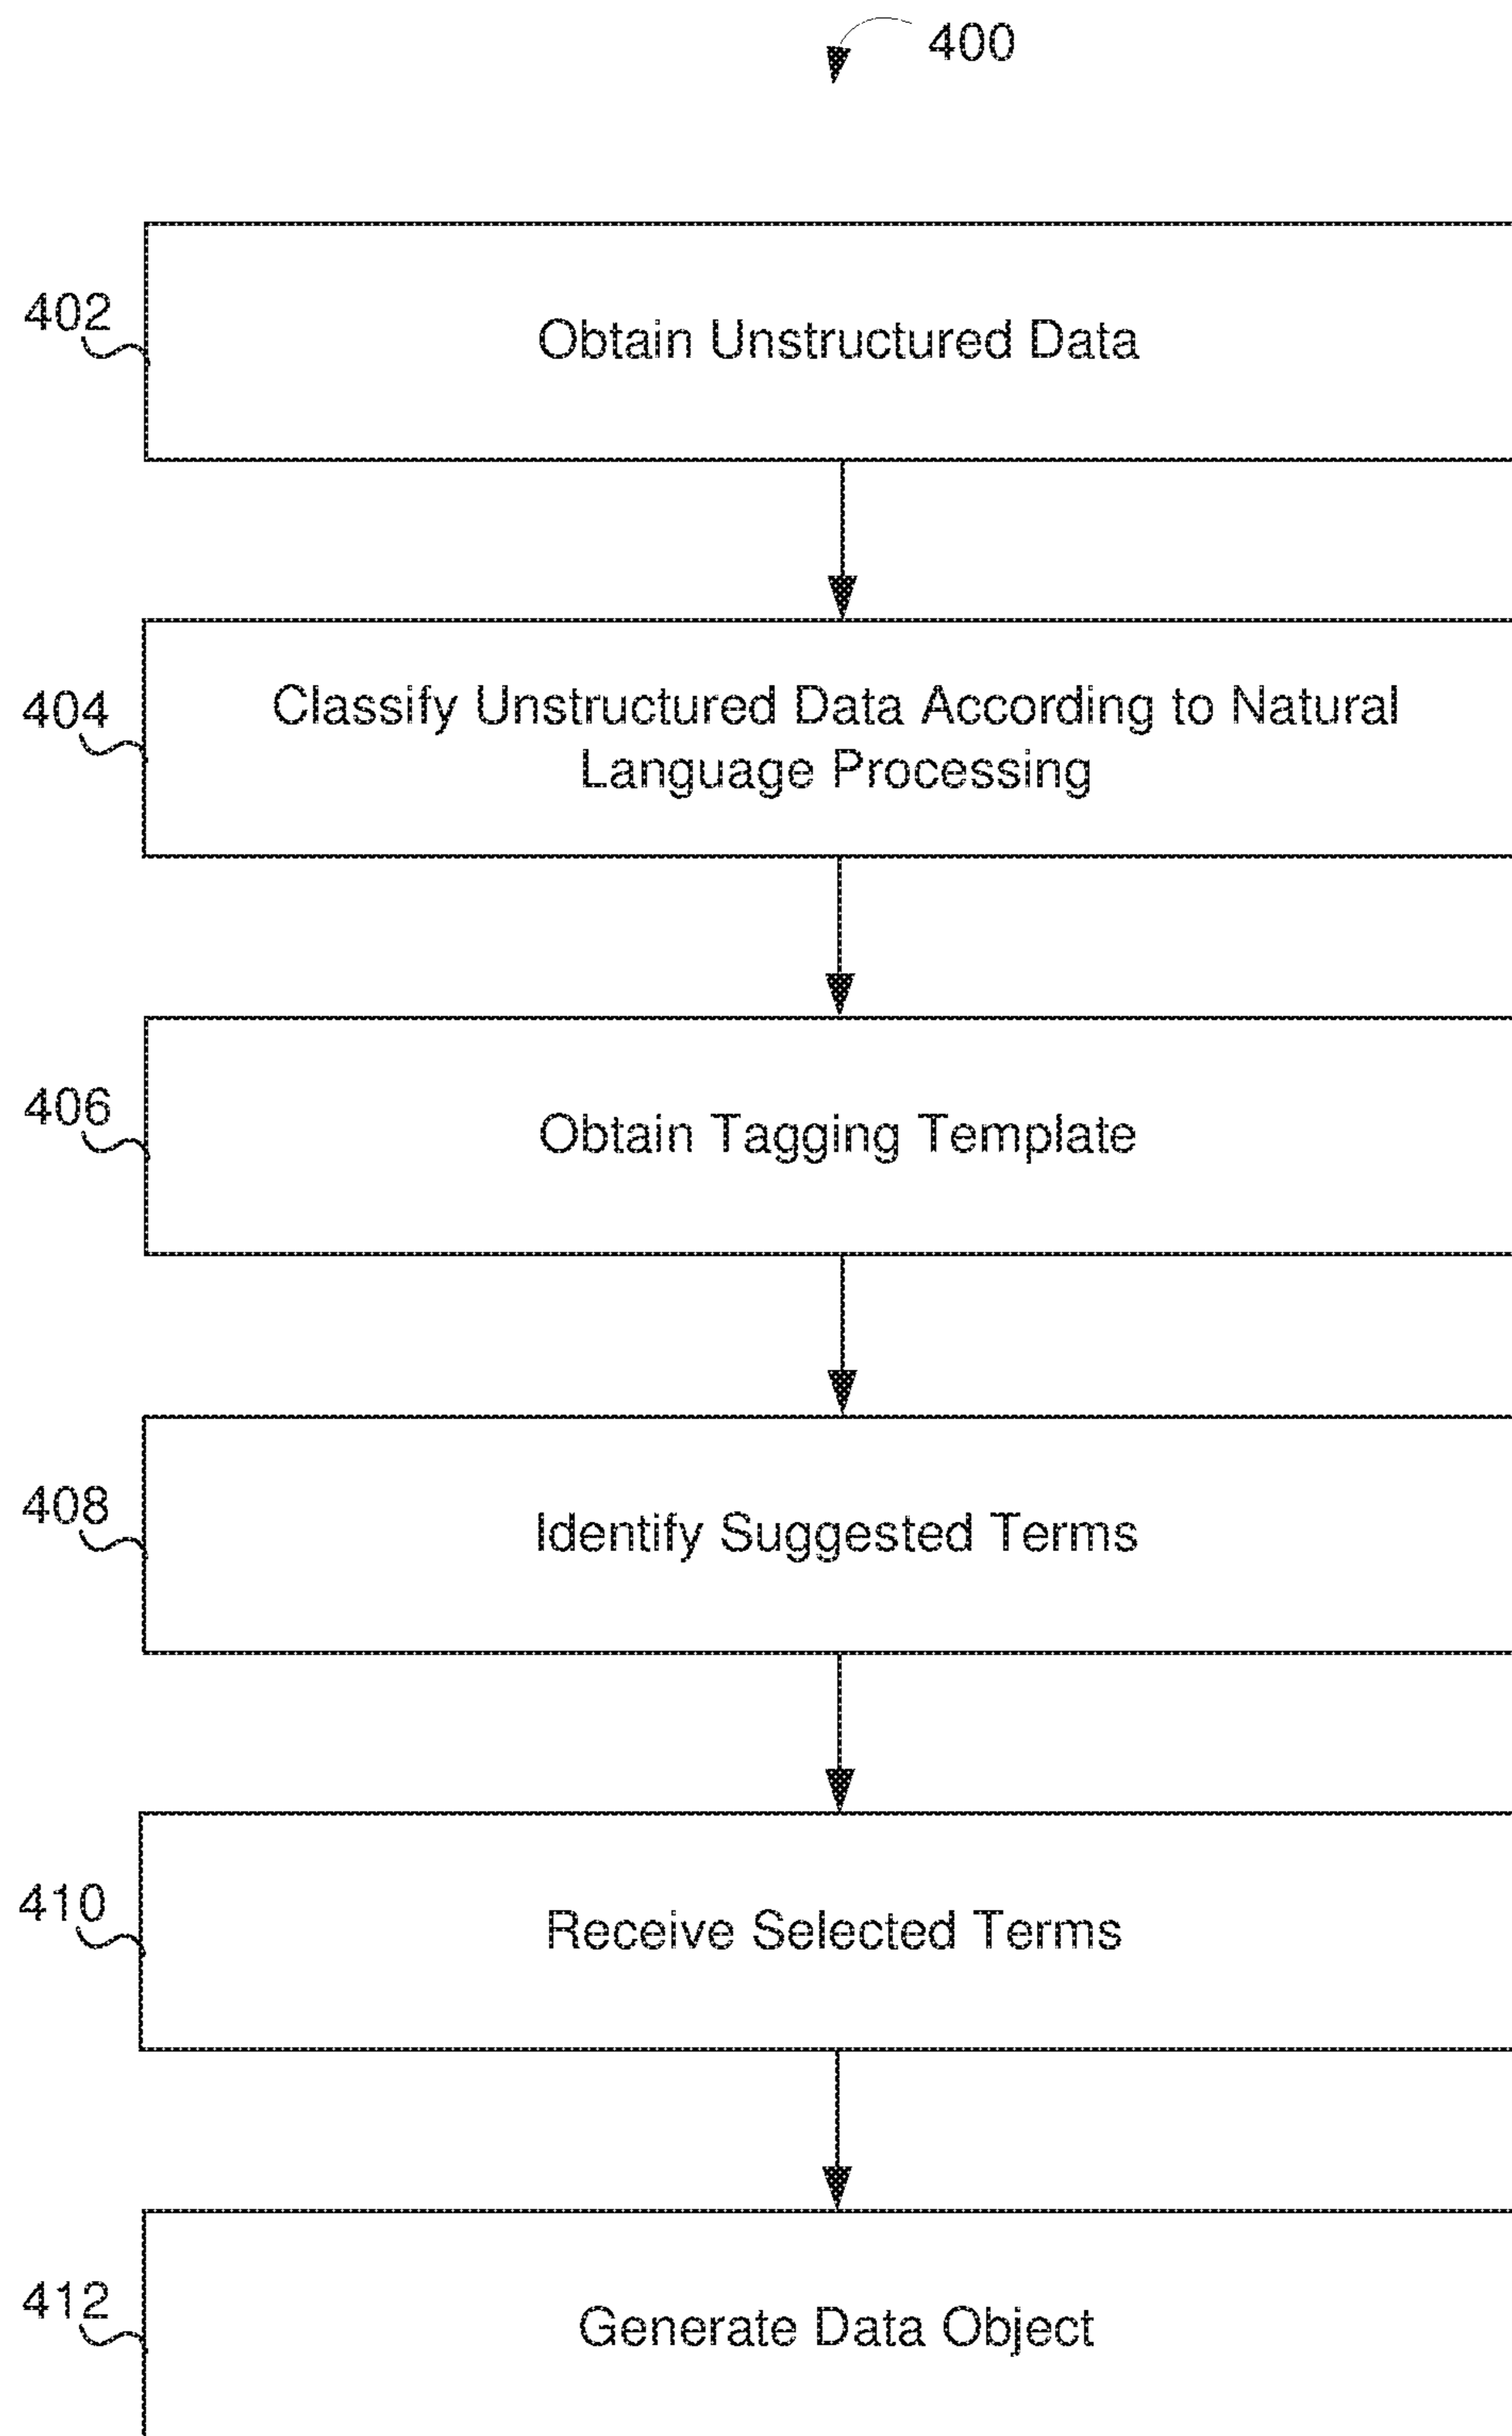 400
402
Obtain Unstructured Data
404
Classify Unstructured Data According to Natural
Language Processing
406
Obtain Tagging Template
408
Identify Suggested Terms
410
Receive Selected Terms
412
Generate Data Object